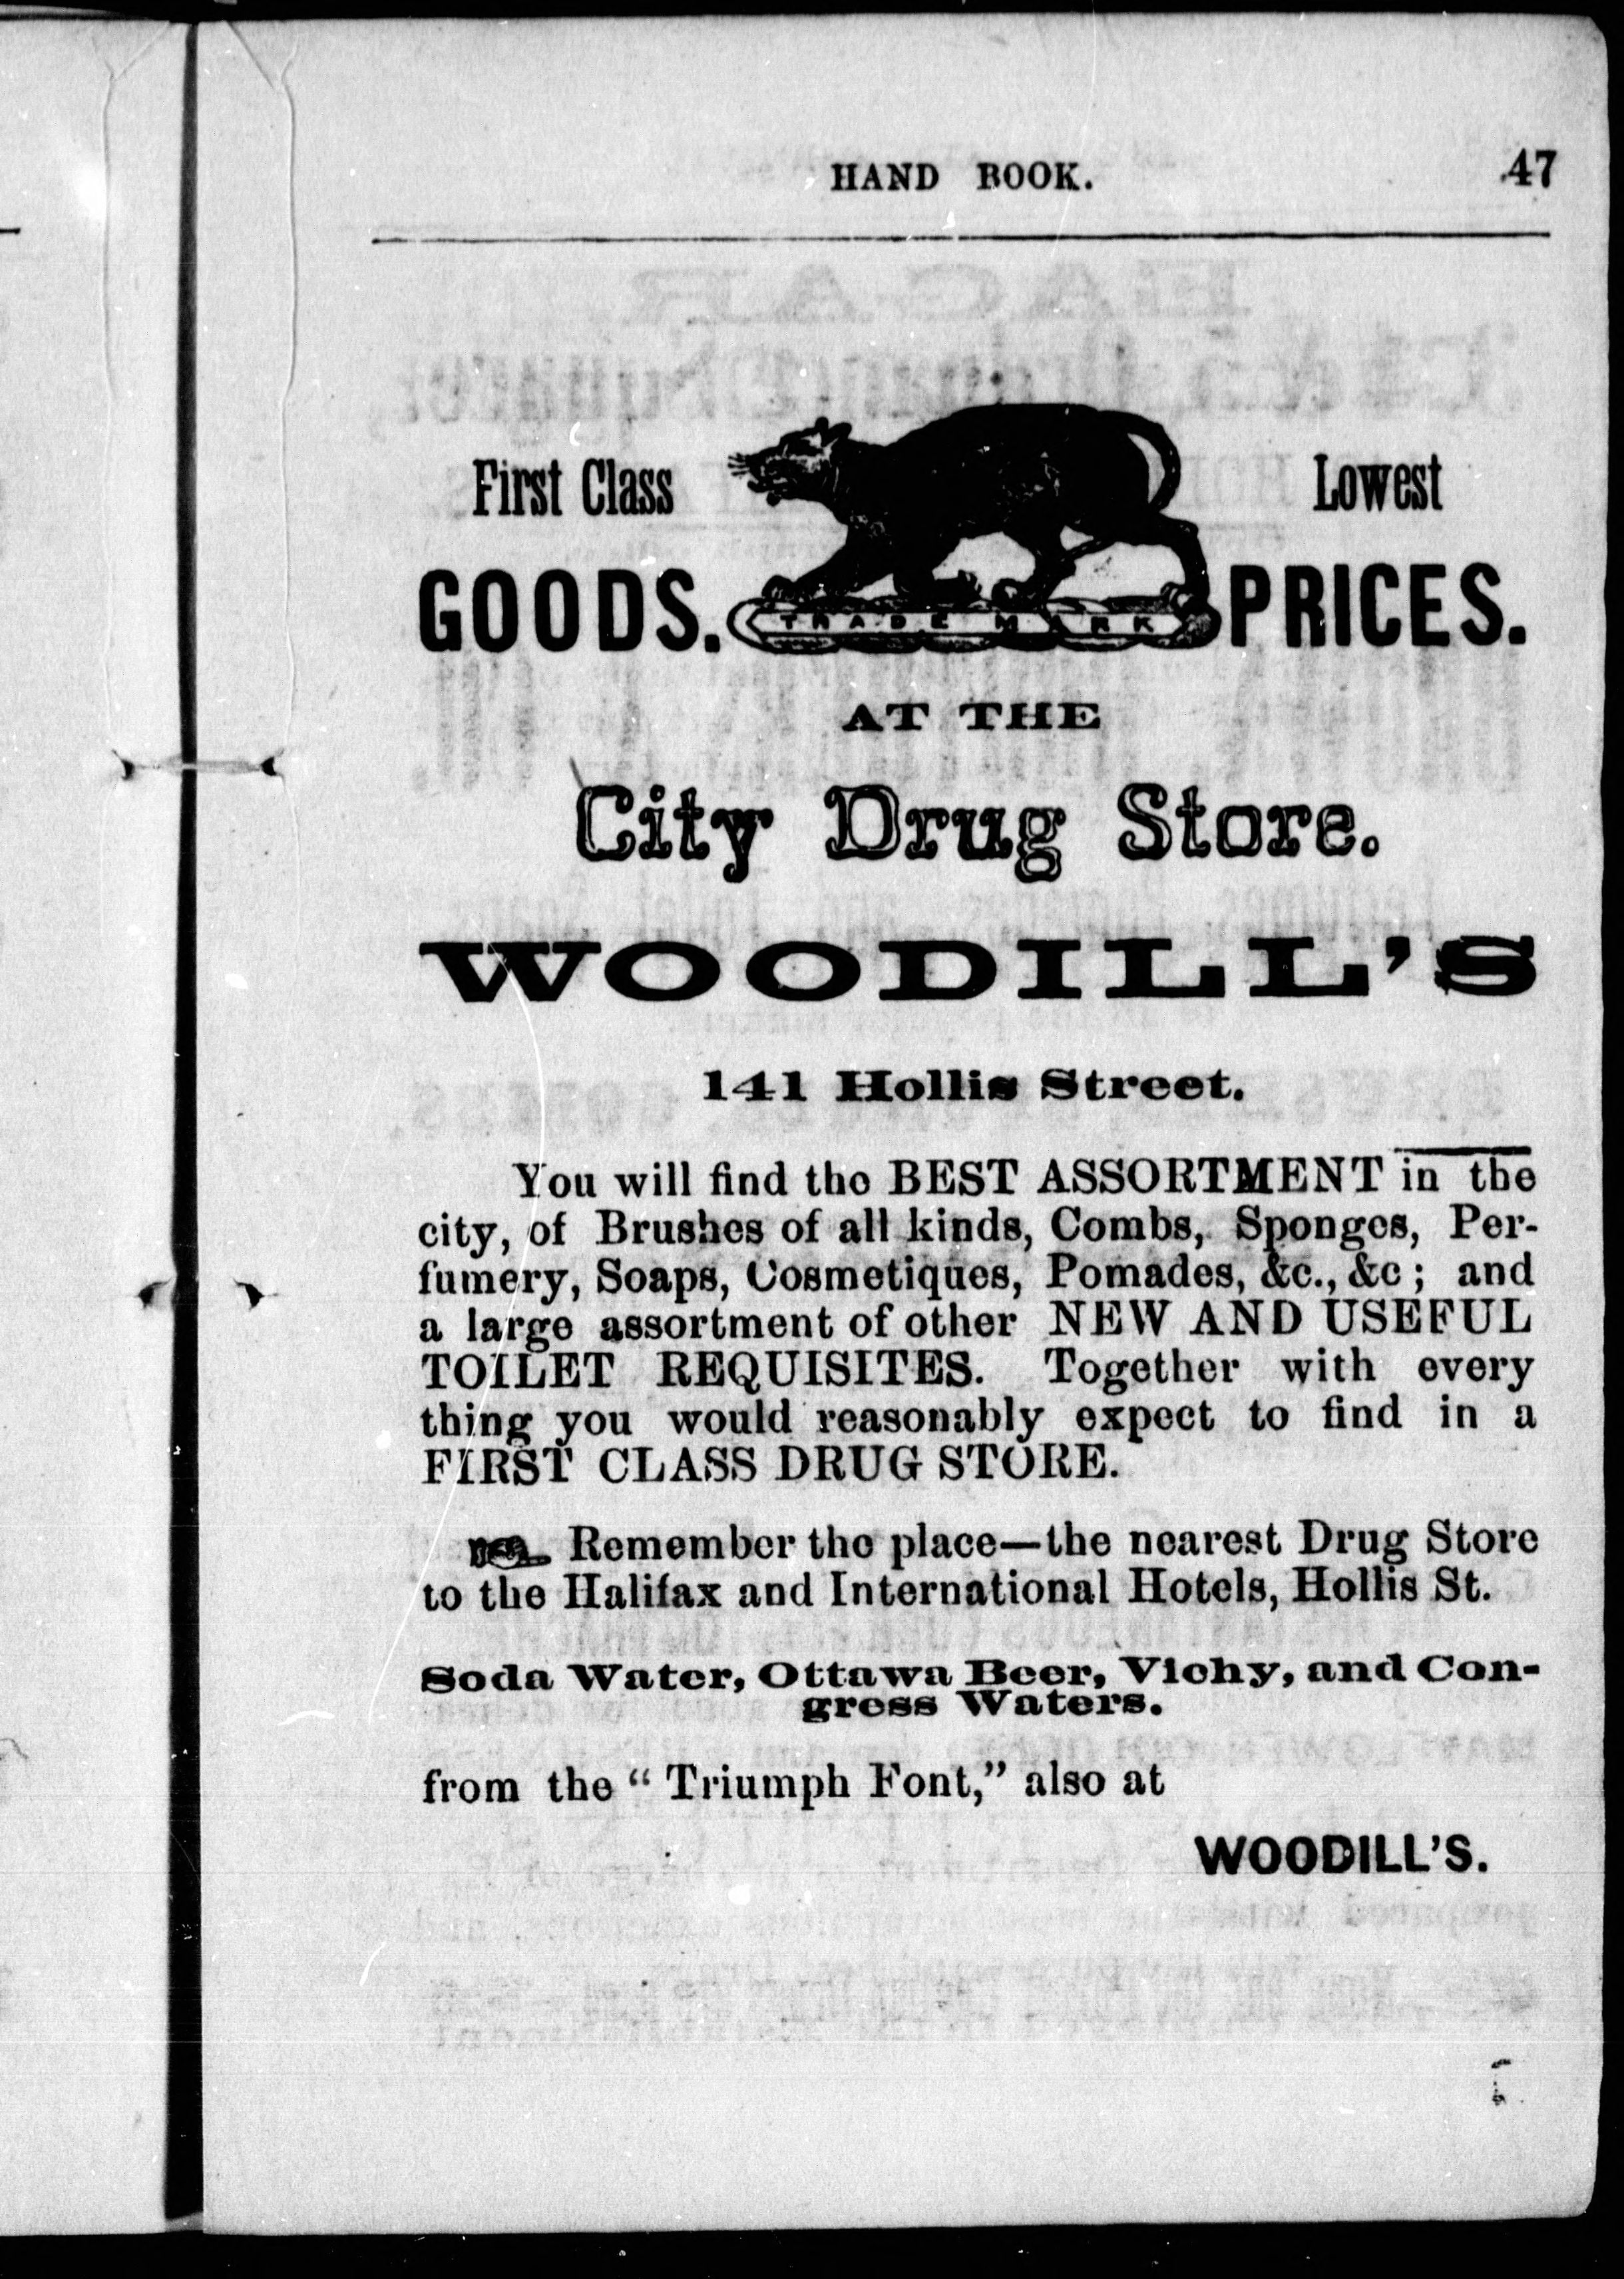 HAND BOOK.
47
First Class
Lowest
GOODS.
PRICES.
TRADE MARK
AT THE
City Drug Store.
WOODILL'S
141 Hollis Street.
You will find the BEST ASSORTMENT in the
city, of Brushes of all kinds, Combs, Sponges, Per-
fumery, Soaps, Cosmetiques, Pomades, &c., &c ; and
a large assortment of other NEW AND USEFUL
TOILET REQUISITES. Together with every
thing you would reasonably expect to find in a
FIRST CLASS DRUG STORE.
☞ Remember the place—the nearest Drug Store
to the Halifax and International Hotels, Hollis St.
Soda Water, Ottawa Beer, Vichy, and Con-
gress Waters.
from the “ Triumph Font,” also at
WOODILL'S.